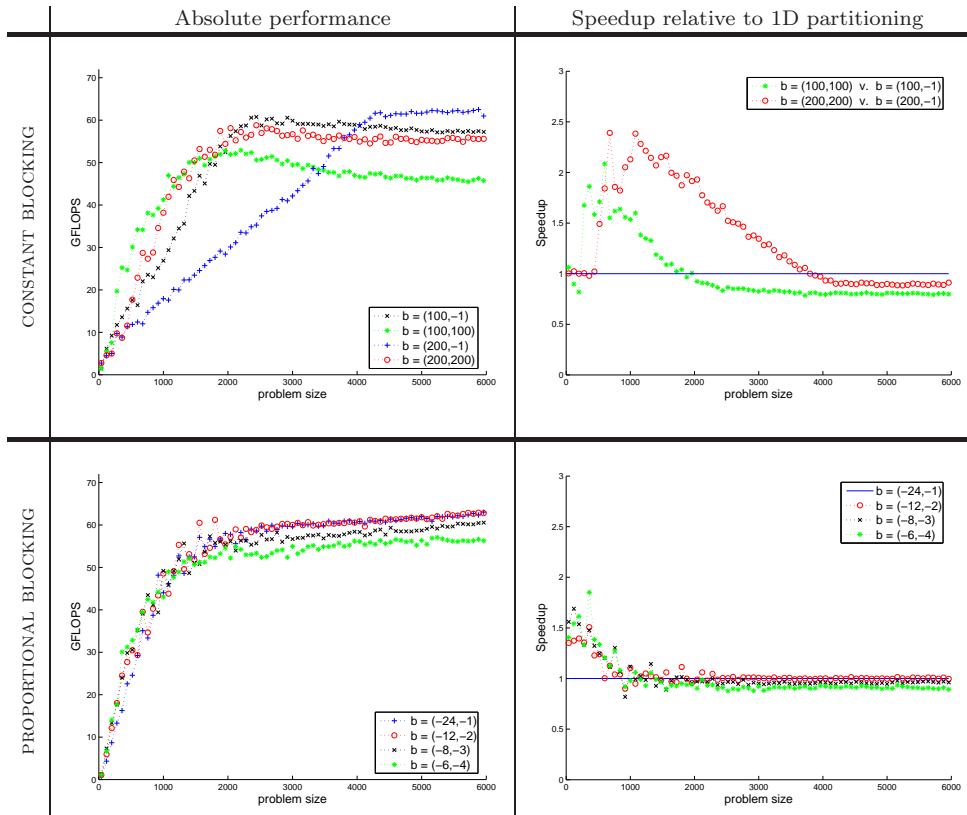 Absolute performance
Speedup relative to 1D partitioning
CONSTANT BLOCKING
GFLOPS
70
60
50
40
30
20
10
0
0 1000 2000 3000 4000 5000 6000
problem size
b = (100,−1)
b = (100,100)
b = (200,−1)
b = (200,200)
Speedup
3
2.5
2
1.5
1
0.5
0
0 1000 2000 3000 4000 5000 6000
problem size
b = (100,100) v. b = (100,−1)
b = (200,200) v. b = (200,−1)
PROPORTIONAL BLOCKING
GFLOPS
70
60
50
40
30
20
10
0
0 1000 2000 3000 4000 5000 6000
problem size
b = (−24,−1)
b = (−12,−2)
b = (−8,−3)
b = (−6,−4)
Speedup
3
2.5
2
1.5
1
0.5
0
0 1000 2000 3000 4000 5000 6000
problem size
b = (−24,−1)
b = (−12,−2)
b = (−8,−3)
b = (−6,−4)